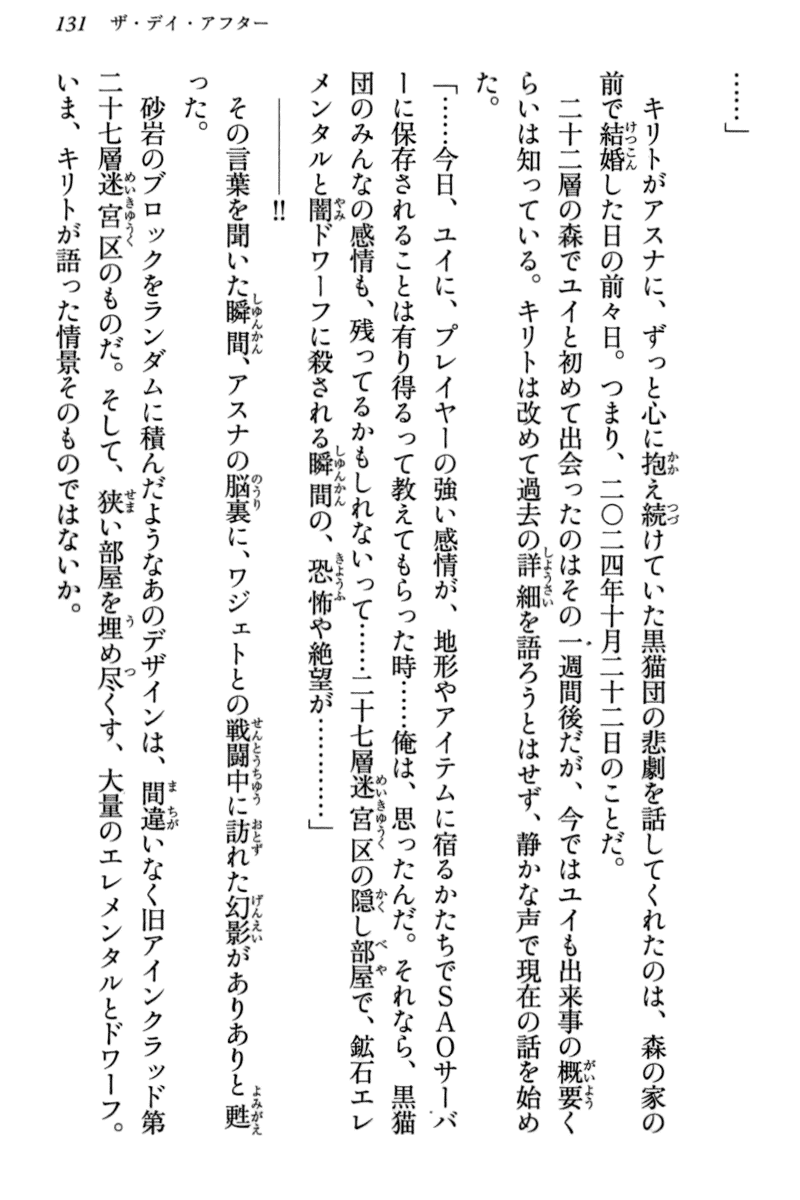 131　ザ・デイ・アフター
……」
　キリトがアスナに、ずっと心に抱え続けていた黒猫団の悲劇を話してくれたのは、森の家の
前で結婚した日の前々日。つまり、二〇二四年十月二十二日のことだ。
　二十二層の森でユイと初めて出会ったのはその一週間後だが、今ではユイも出来事の概要く
らいは知っている。キリトは改めて過去の詳細を語ろうとはせず、静かな声で現在の話を始め
た。
「……今日、ユイに、プレイヤーの強い感情が、地形やアイテムに宿るかたちでSAOサーバ
ーに保存されることは有り得るって教えてもらった時……俺は、思ったんだ。それなら、黒猫
団のみんなの感情も、残ってるかもしれないって……二十七層迷宮区の隠し部屋で、鉱石エレ
メンタルと闇ドワーフに殺される瞬間の、恐怖や絶望が…………」
　――――!!
　その言葉を聞いた瞬間、アスナの脳裏に、ワジェトとの戦闘中に訪れた幻影がありありと甦
った。
　砂岩のブロックをランダムに積んだようなあのデザインは、間違いなく旧アインクラッド第
二十七層迷宮区のものだ。そして、狭い部屋を埋め尽くす、大量のエレメンタルとドワーフ。
いま、キリトが語った情景そのものではないか。